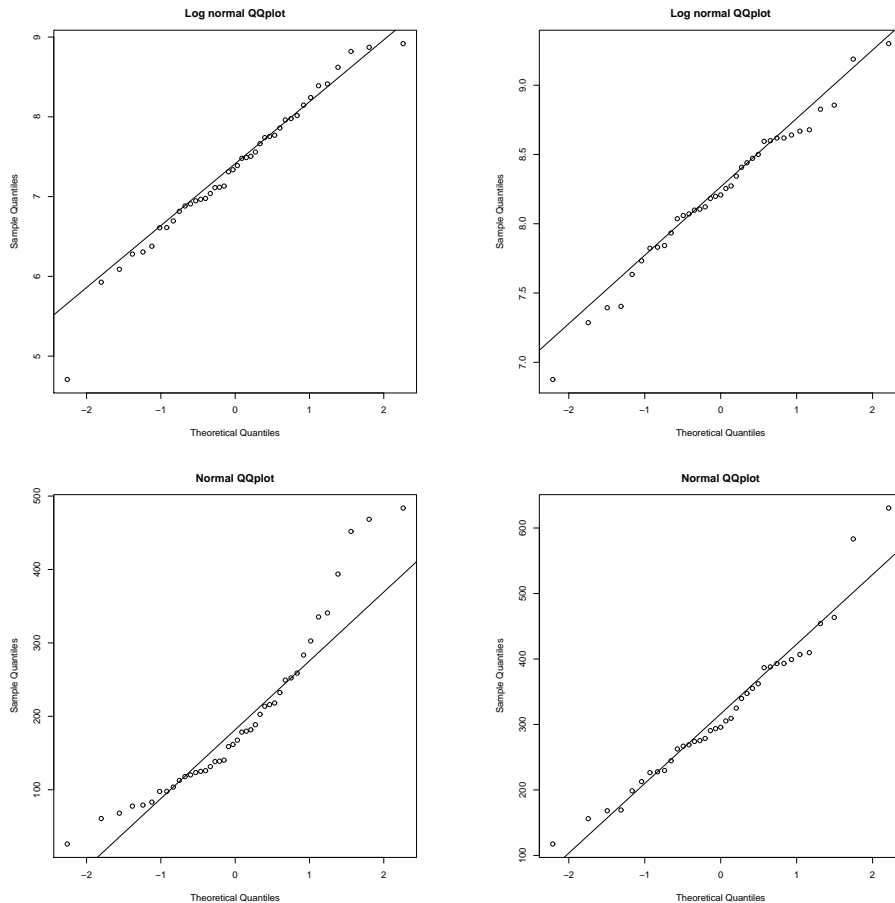 Log normal QQplot
Sample Quantiles
9
8
7
6
5
−2 −1 0 1 2
Theoretical Quantiles
Log normal QQplot
Sample Quantiles
9.0
8.5
8.0
7.5
7.0
−2 −1 0 1 2
Theoretical Quantiles
Normal QQplot
Sample Quantiles
500
400
300
200
100
−2 −1 0 1 2
Theoretical Quantiles
Normal QQplot
Sample Quantiles
600
500
400
300
200
100
−2 −1 0 1 2
Theoretical Quantiles